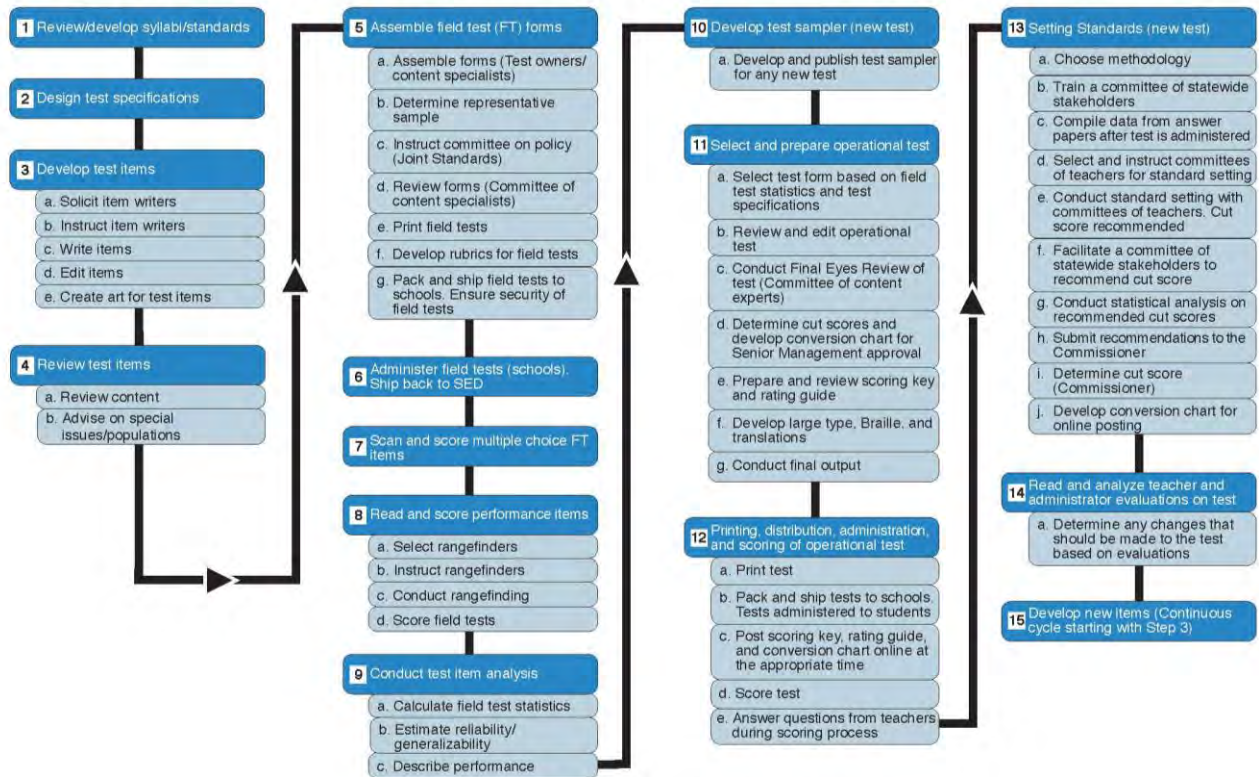 1 Review/develop syllabi/standards
2 Design test specifications
3 Develop test items
a. Solicit item writers
b. Instruct item writers
c. Write items
d. Edit items
e. Create art for test items
4 Review test items
a. Review content
b. Advise on special
issues/populations
5 Assemble field test (FT) forms
a. Assemble forms (Test owners/
content specialists)
b. Determine representative
sample
c. Instruct committee on policy
(Joint Standards)
d. Review forms (Committee of
content specialists)
e. Print field tests
f. Develop rubrics for field tests
g. Pack and ship field tests to
schools. Ensure security of
field tests
6 Administer field tests (schools).
Ship back to SED
7 Scan and score multiple choice FT
items
8 Read and score performance items
a. Select rangefinders
b. Instruct rangefinders
c. Conduct rangefinding
d. Score field tests
9 Conduct test item analysis
a. Calculate field test statistics
b. Estimate reliability/
generalizability
c. Describe performance
10 Develop test sampler (new test)
a. Develop and publish test sampler
for any new test
11 Select and prepare operational test
a. Select test form based on field
test statistics and test
specifications
b. Review and edit operational
test
c. Conduct Final Eyes Review of
test (Committee of content
experts)
d. Determine cut scores and
develop conversion chart for
Senior Management approval
e. Prepare and review scoring key
and rating guide
f. Develop large type, Braille, and
translations
g. Conduct final output
12 Printing, distribution, administration,
and scoring of operational test
a. Print test
b. Pack and ship tests to schools.
Tests administered to students
c. Post scoring key, rating guide,
and conversion chart online at
the appropriate time
d. Score test
e. Answer questions from teachers
during scoring process
13 Setting Standards (new test)
a. Choose methodology
b. Train a committee of statewide
stakeholders
c. Compile data from answer
papers after test is administered
d. Select and instruct committees
of teachers for standard setting
e. Conduct standard setting with
committees of teachers. Cut
score recommended
f. Facilitate a committee of
statewide stakeholders to
recommend cut score
g. Conduct statistical analysis on
recommended cut scores
h. Submit recommendations to the
Commissioner
i. Determine cut score
(Commissioner)
j. Develop conversion chart for
online posting
14 Read and analyze teacher and
administrator evaluations on test
a. Determine any changes that
should be made to the test
based on evaluations
15 Develop new items (Continuous
cycle starting with Step 3)